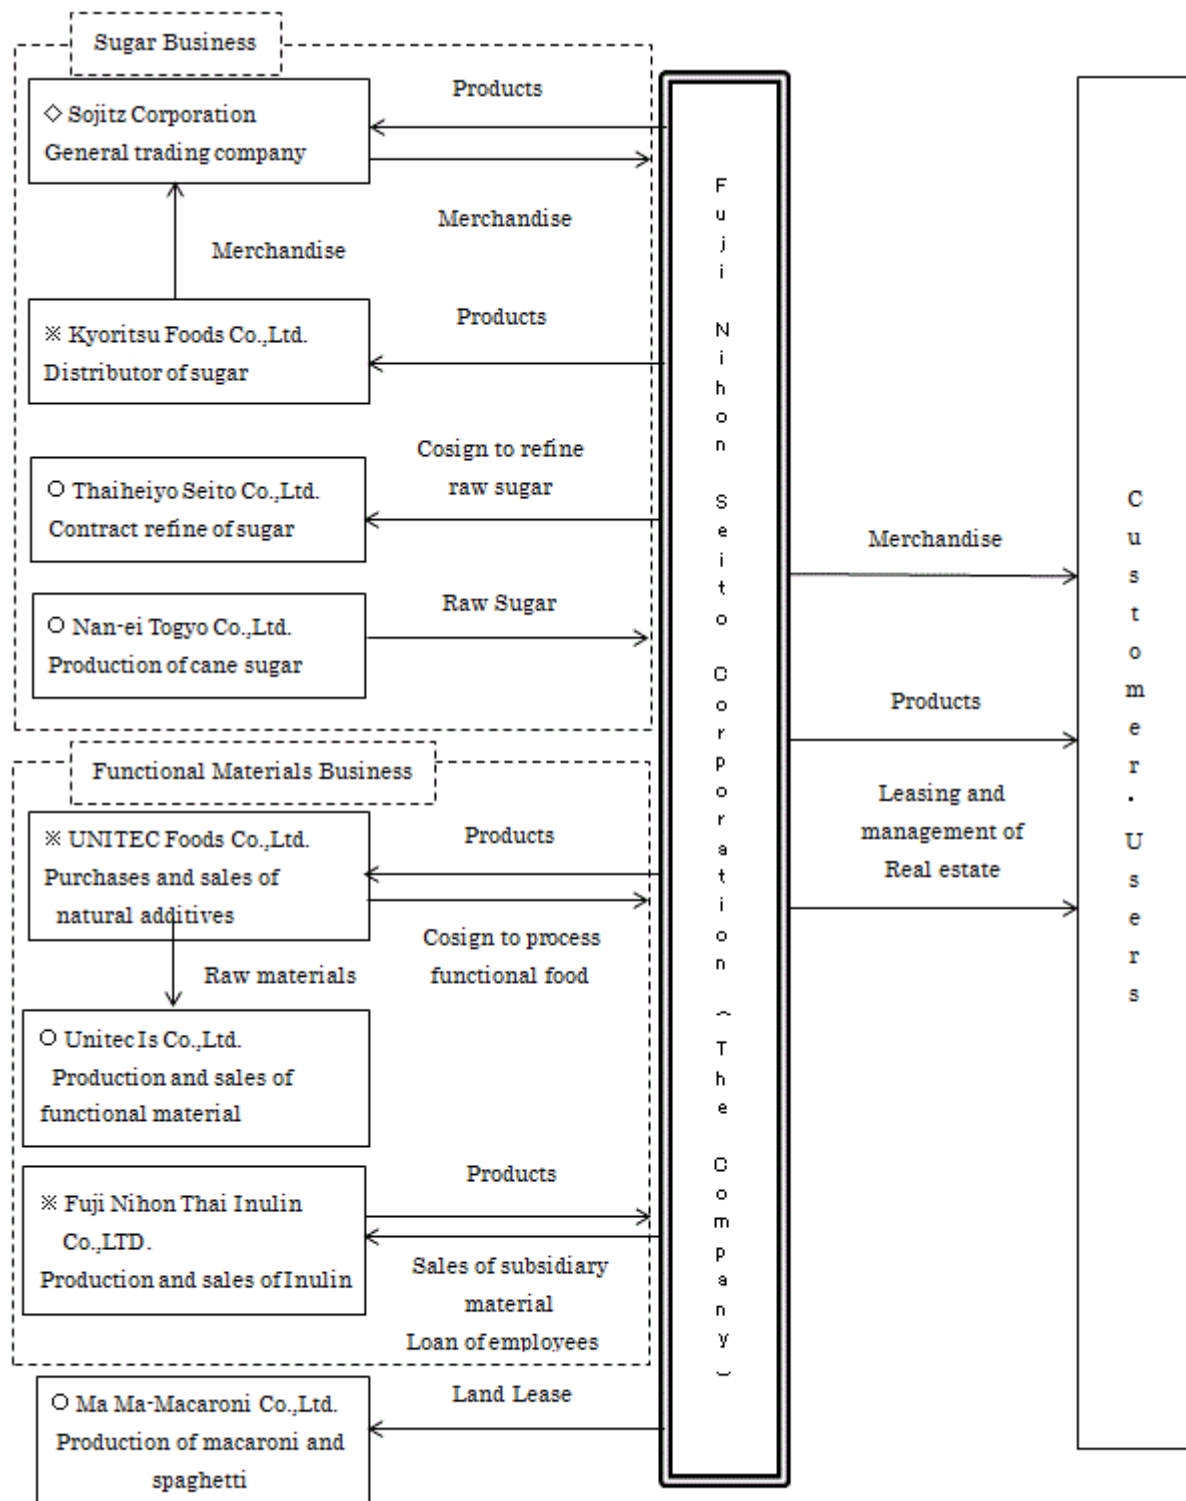 Sugar Business
◇ Sojitz Corporation
General trading company
Products
Merchandise
Merchandise
※ Kyoritsu Foods Co.,Ltd.
Distributor of sugar
Products
Cosign to refine
raw sugar
○ Thaiheiyo Seito Co.,Ltd.
Contract refine of sugar
○ Nan-ei Togyo Co.,Ltd.
Production of cane sugar
Raw Sugar
Functional Materials Business
※ UNITEC Foods Co.,Ltd.
Purchases and sales of
natural additives
Products
Cosign to process
functional food
Raw materials
○ Unitec Is Co.,Ltd.
Production and sales of
functional material
※ Fuji Nihon Thai Inulin
Co.,LTD.
Production and sales of Inulin
Products
Sales of subsidiary
material
Loan of employees
○ Ma Ma-Macaroni Co.,Ltd.
Production of macaroni and
spaghetti
Land Lease
Fuji Nihon Seito Corporation (The Company)
Merchandise
Products
Leasing and
management of
Real estate
Customer・Users